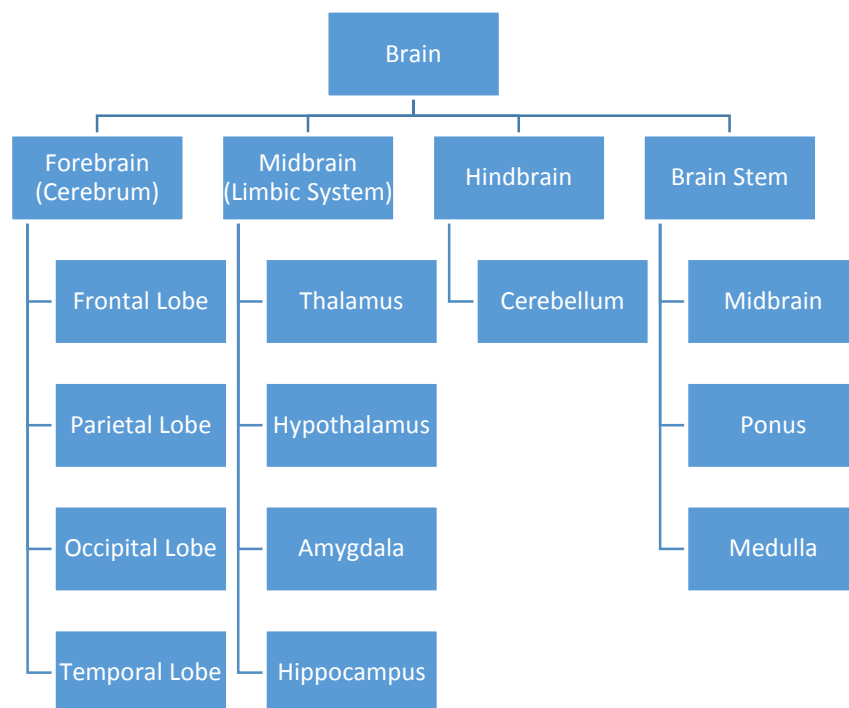 Brain
Forebrain
(Cerebrum)
Midbrain
(Limbic System)
Hindbrain
Brain Stem
Frontal Lobe
Thalamus
Cerebellum
Midbrain
Parietal Lobe
Hypothalamus
Ponus
Occipital Lobe
Amygdala
Medulla
Temporal Lobe
Hippocampus